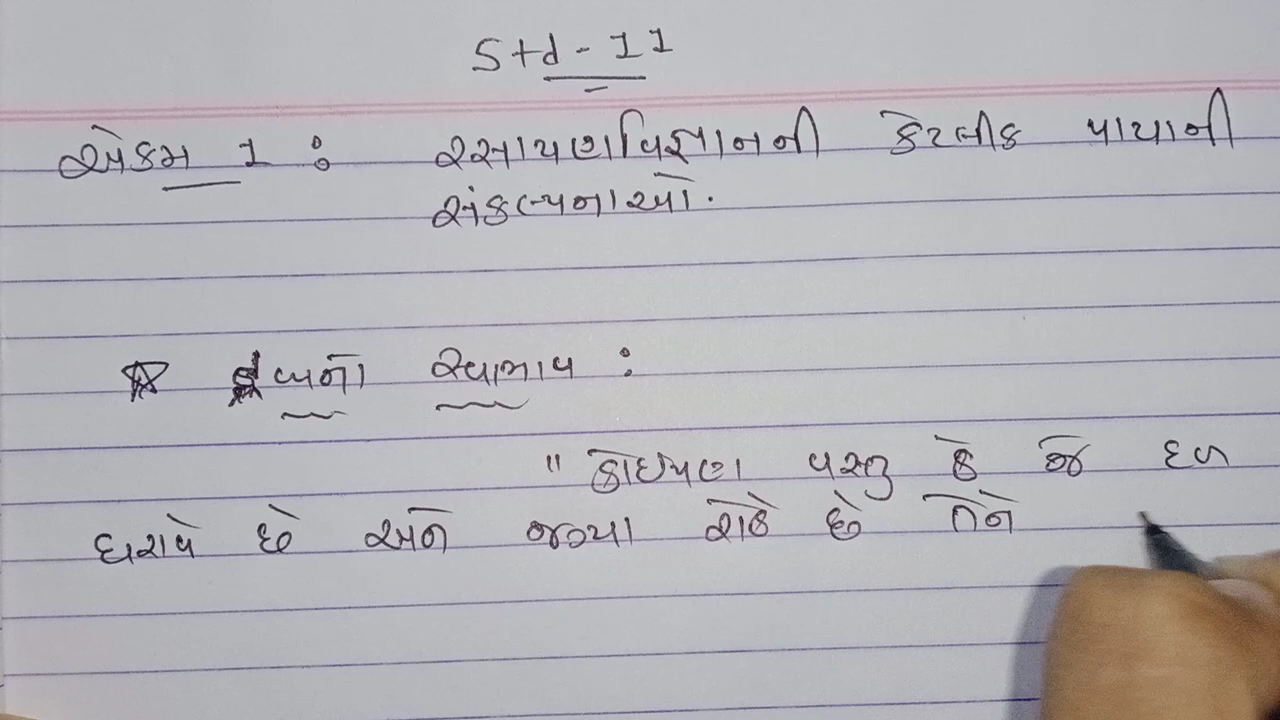 Std - 11
એકમ 1 : રસાયણવિજ્ઞાનની કેટલીક પાયાની
સંકલ્પનાઓ.
દ્રવ્યનો સ્વભાવ :
" કોઈપણ વસ્તુ કે જે દળ
ધરાવે છે અને જગ્યા રોકે છે તેને